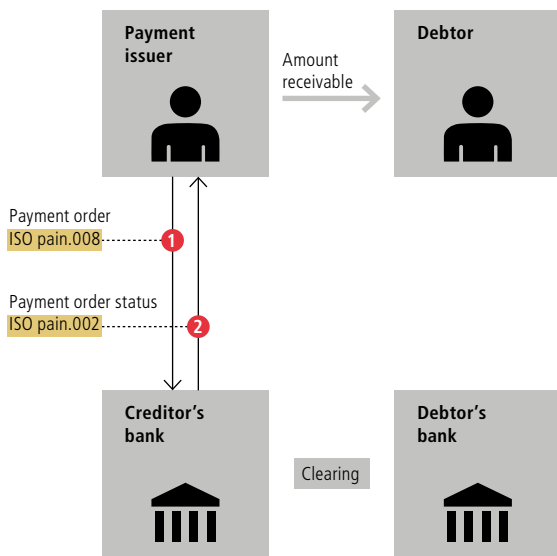 Payment
issuer
Amount
receivable
Debtor
Payment order
ISO pain.008
1
Payment order status
ISO pain.002
2
Creditor's
bank
Clearing
Debtor's
bank